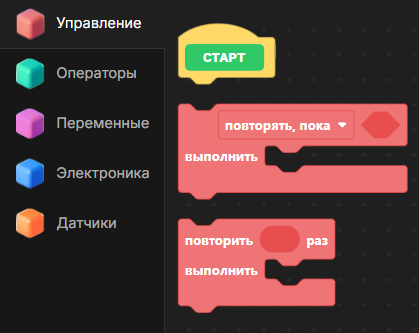 Управление
Операторы
Переменные
Электроника
Датчики
СТАРТ
повторять, пока
выполнить
повторить раз
выполнить